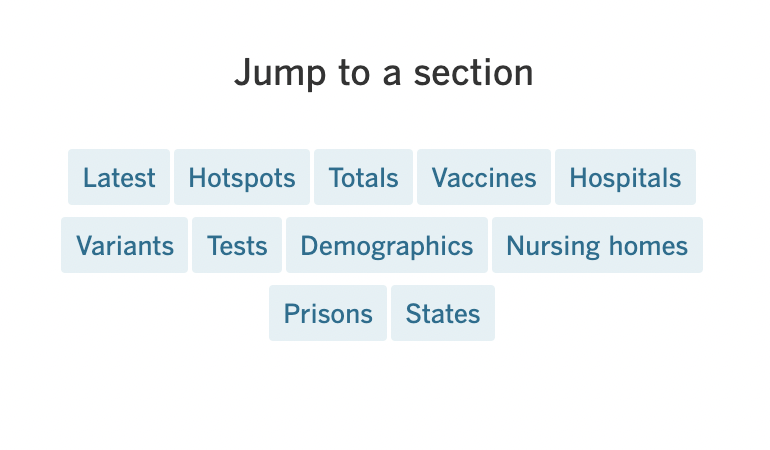 Jump to a section
Latest Hotspots Totals Vaccines Hospitals
Variants Tests Demographics Nursing homes
Prisons States